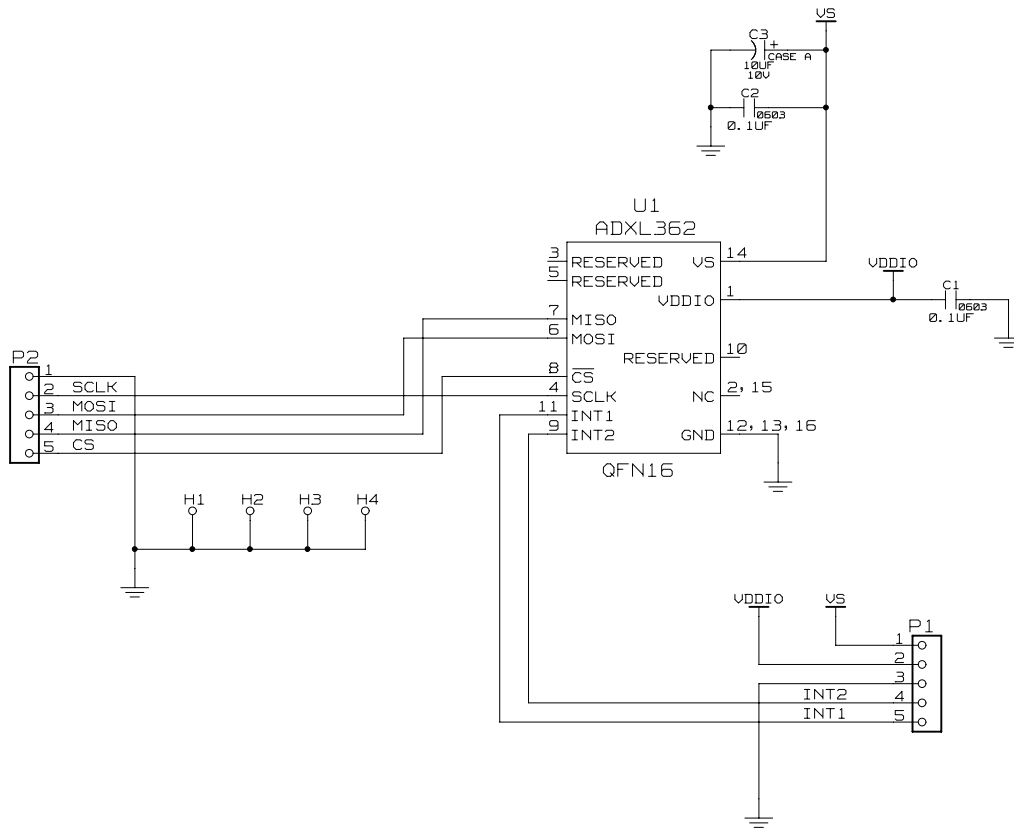 VS
C3
+
CASE A
10UF
10V
C2
0603
0.1UF
U1
ADXL362
3 RESERVED VS 14
5 RESERVED
VDDIO 1
VDDIO
C1
0603
0.1UF
7 MISO
6 MOSI
RESERVED 10
8 CS
4 SCLK NC 2, 15
11 INT1
9 INT2 GND 12, 13, 16
QFN16
P2
1
2 SCLK
3 MOSI
4 MISO
5 CS
H1 H2 H3 H4
VDDIO VS
P1
1
2
3
INT2 4
INT1 5